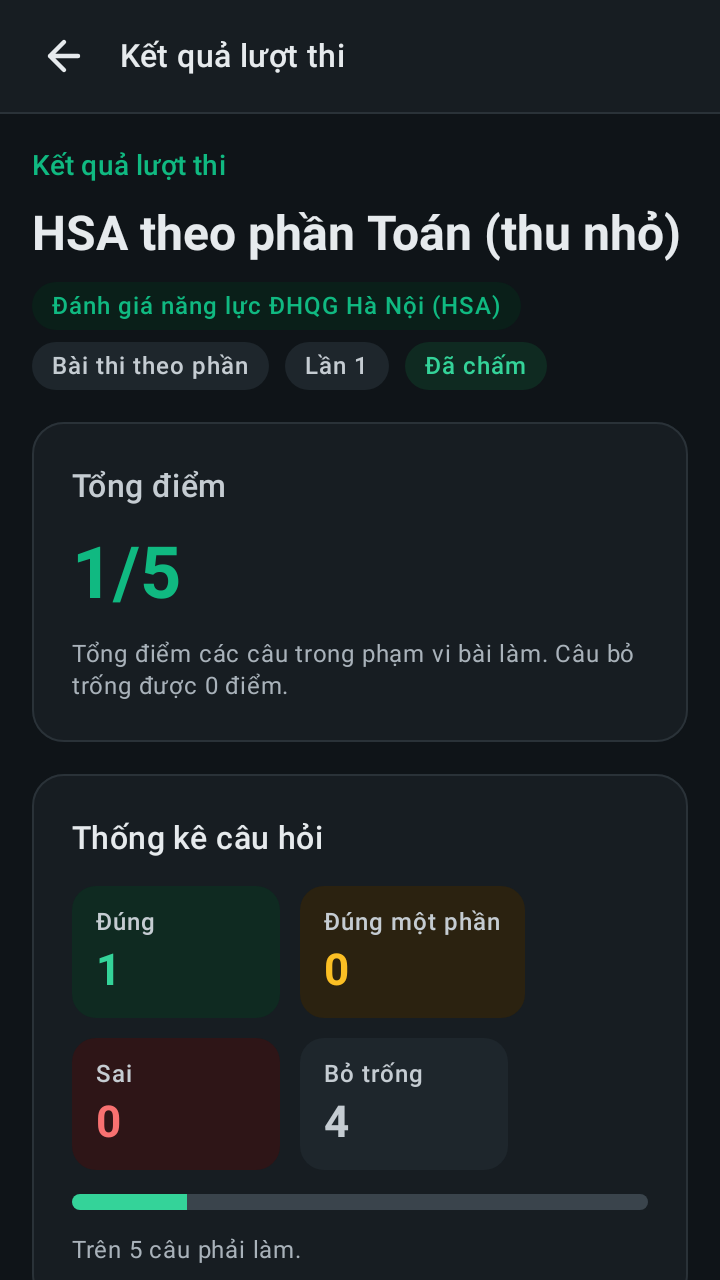 Kết quả lượt thi
Kết quả lượt thi
HSA theo phần Toán (thu nhỏ)
Đánh giá năng lực ĐHQG Hà Nội (HSA)
Bài thi theo phần
Lần 1
Đã chấm
Tổng điểm
1/5
Tổng điểm các câu trong phạm vi bài làm. Câu bỏ
trống được 0 điểm.
Thống kê câu hỏi
Đúng
1
Đúng một phần
0
Sai
0
Bỏ trống
4
Trên 5 câu phải làm.